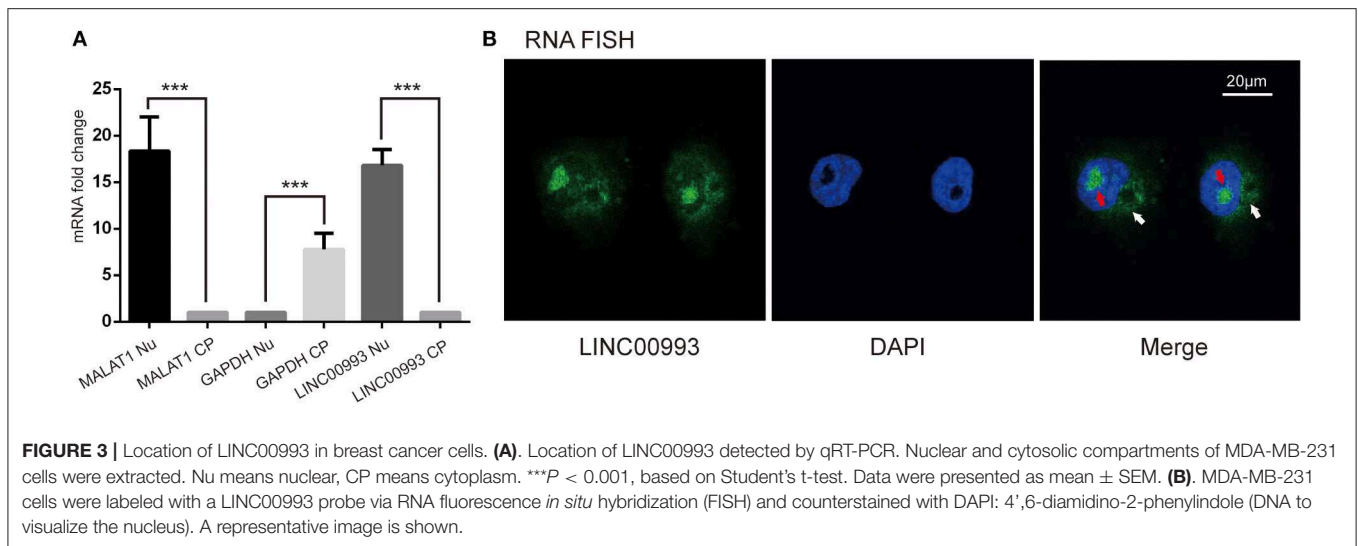 A
B RNA FISH
25
20
15
10
5
0
mRNA fold change
***
***
***
MALAT1 Nu
MALAT1 CP
GAPDH Nu
GAPDH CP
LINC00993 Nu
LINC00993 CP
20μm
LINC00993 DAPI Merge
FIGURE 3 | Location of LINC00993 in breast cancer cells. (A). Location of LINC00993 detected by qRT-PCR. Nuclear and cytosolic compartments of MDA-MB-231
cells were extracted. Nu means nuclear, CP means cytoplasm. ***P < 0.001, based on Student's t-test. Data were presented as mean ± SEM. (B). MDA-MB-231
cells were labeled with a LINC00993 probe via RNA fluorescence in situ hybridization (FISH) and counterstained with DAPI: 4',6-diamidino-2-phenylindole (DNA to
visualize the nucleus). A representative image is shown.